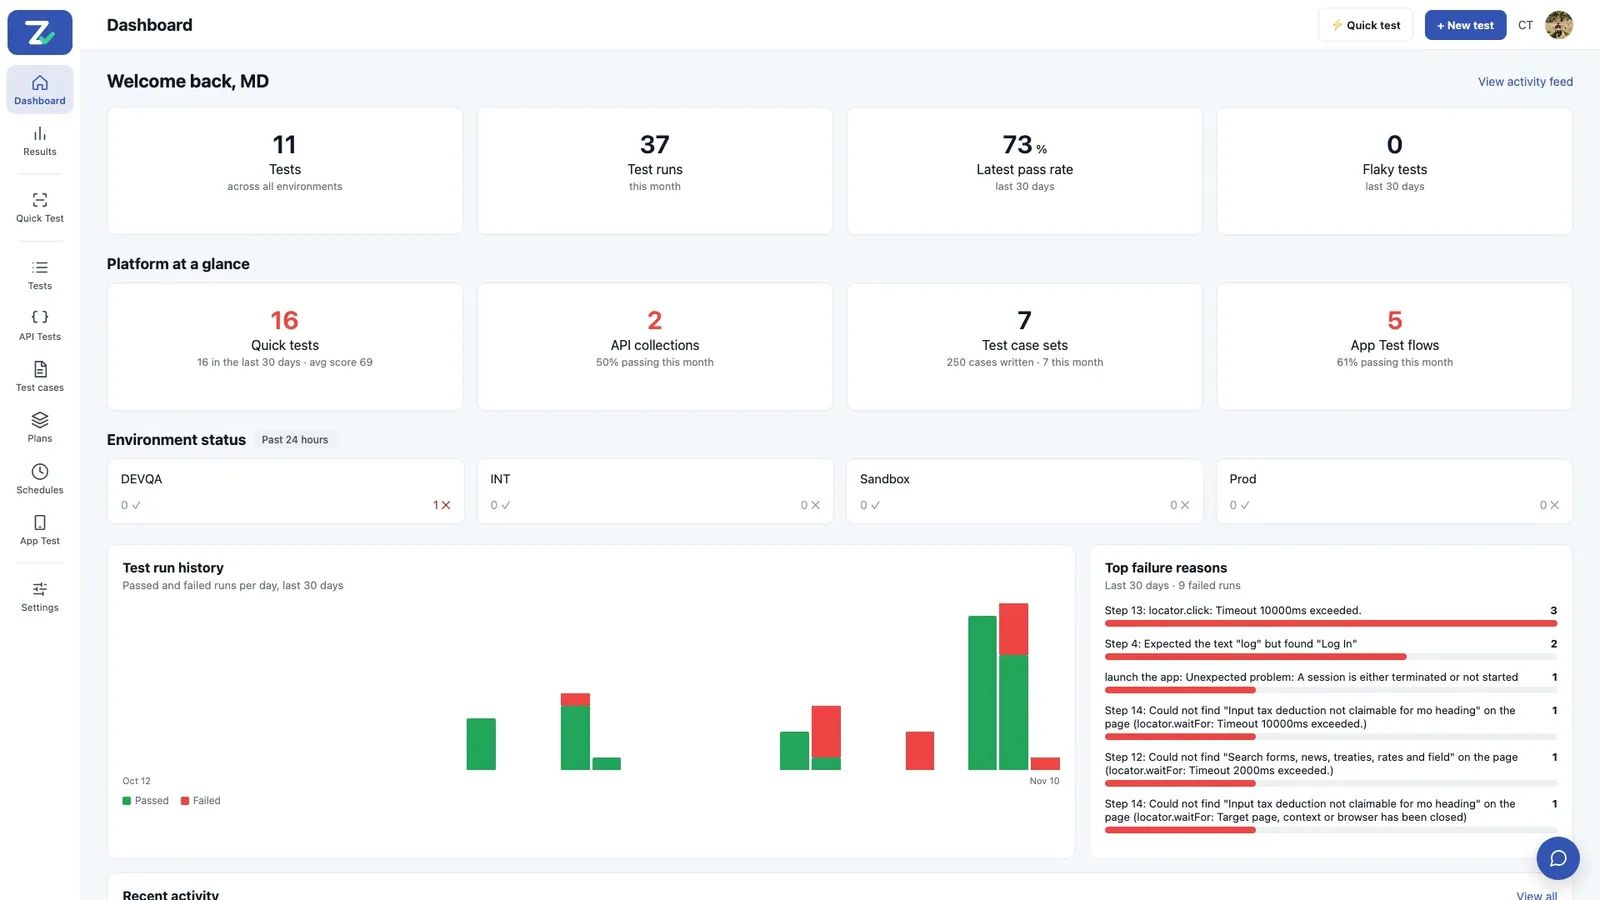 Dashboard
⚡ Quick test
+ New test
CT
Dashboard
Results
Quick Test
Tests
API Tests
Test cases
Plans
Schedules
App Test
Settings
Welcome back, MD
View activity feed
11
Tests
across all environments
37
Test runs
this month
73 %
Latest pass rate
last 30 days
0
Flaky tests
last 30 days
Platform at a glance
16
Quick tests
16 in the last 30 days · avg score 69
2
API collections
50% passing this month
7
Test case sets
250 cases written · 7 this month
5
App Test flows
61% passing this month
Environment status
Past 24 hours
DEVQA
0 ✓
1 ✕
INT
0 ✓
0 ✕
Sandbox
0 ✓
0 ✕
Prod
0 ✓
0 ✕
Test run history
Passed and failed runs per day, last 30 days
Oct 12
Nov 10
Passed
Failed
Top failure reasons
Last 30 days · 9 failed runs
Step 13: locator.click: Timeout 10000ms exceeded.
3
Step 4: Expected the text "log" but found "Log In"
2
launch the app: Unexpected problem: A session is either terminated or not started
1
Step 14: Could not find "Input tax deduction not claimable for mo heading" on the
page (locator.waitFor: Timeout 10000ms exceeded.)
1
Step 12: Could not find "Search forms, news, treaties, rates and field" on the page
(locator.waitFor: Timeout 2000ms exceeded.)
1
Step 14: Could not find "Input tax deduction not claimable for mo heading" on the
page (locator.waitFor: Target page, context or browser has been closed)
1
Recent activity
View all